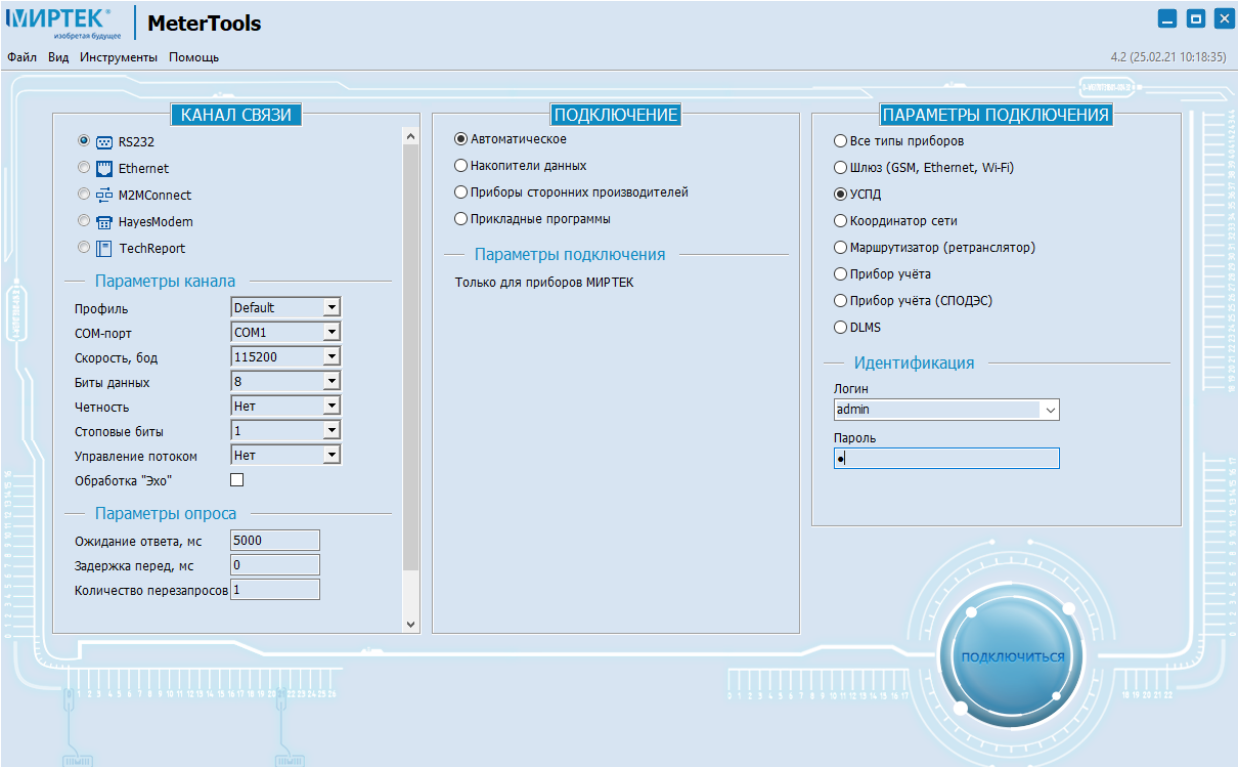 МИРТЕК
изобретая будущее
MeterTools
Файл Вид Инструменты Помощь
4.2 (25.02.21 10:18:35)
КАНАЛ СВЯЗИ
RS232
Ethernet
M2MConnect
HayesModem
TechReport
Параметры канала
Профиль Default
COM-порт COM1
Скорость, бод 115200
Биты данных 8
Четность Нет
Стоповые биты 1
Управление потоком Нет
Обработка "Эхо"
Параметры опроса
Ожидание ответа, мс 5000
Задержка перед, мс 0
Количество перезапросов 1
ПОДКЛЮЧЕНИЕ
Автоматическое
Накопители данных
Приборы сторонних производителей
Прикладные программы
Параметры подключения
Только для приборов МИРТЕК
ПАРАМЕТРЫ ПОДКЛЮЧЕНИЯ
Все типы приборов
Шлюз (GSM, Ethernet, Wi-Fi)
УСПД
Координатор сети
Маршрутизатор (ретранслятор)
Прибор учёта
Прибор учёта (СПОДЭС)
DLMS
Идентификация
Логин
admin
Пароль
ПОДКЛЮЧИТЬСЯ